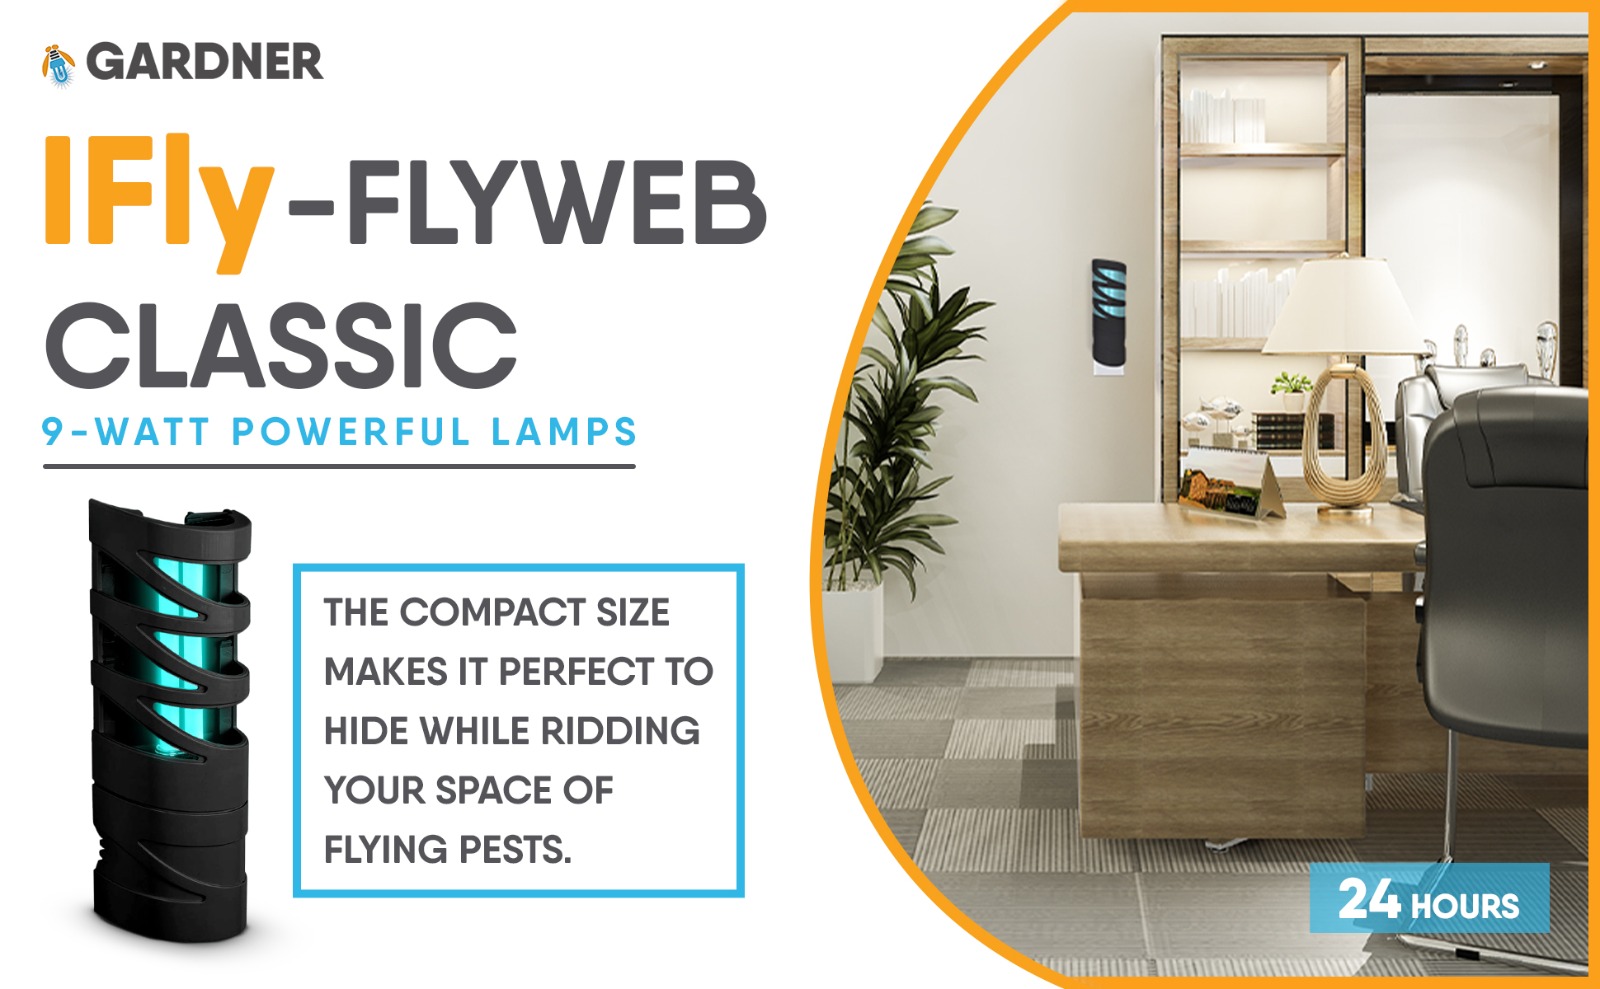 GARDNER
IFly-FLYWEB
CLASSIC
9-WATT POWERFUL LAMPS
THE COMPACT SIZE
MAKES IT PERFECT TO
HIDE WHILE RIDDING
YOUR SPACE OF
FLYING PESTS.
24 HOURS